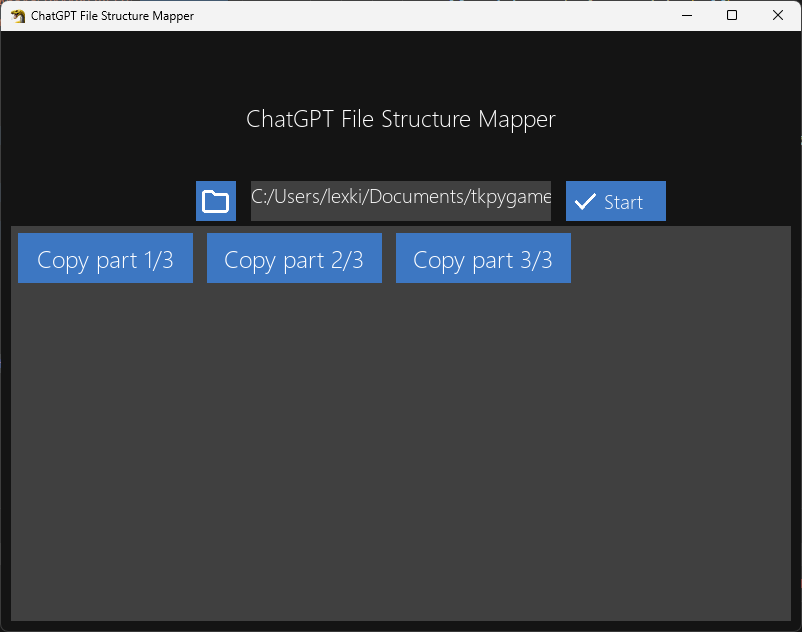 ChatGPT File Structure Mapper
ChatGPT File Structure Mapper
C:/Users/lexki/Documents/tkpygame
Start
Copy part 1/3
Copy part 2/3
Copy part 3/3